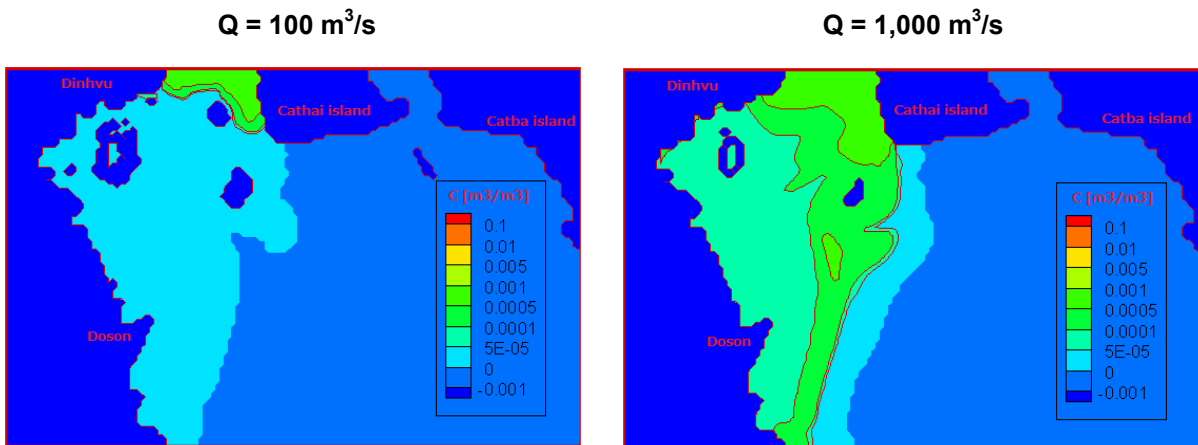 Q = 100 m³/s
Dinhvu
Cathai island
Catba island
Doson
C [m3/m3]
0.1
0.01
0.005
0.001
0.0005
0.0001
5E-05
0
-0.001
Q = 1,000 m³/s
Dinhvu
Cathai island
Catba island
Doson
C [m3/m3]
0.1
0.01
0.005
0.001
0.0005
0.0001
5E-05
0
-0.001